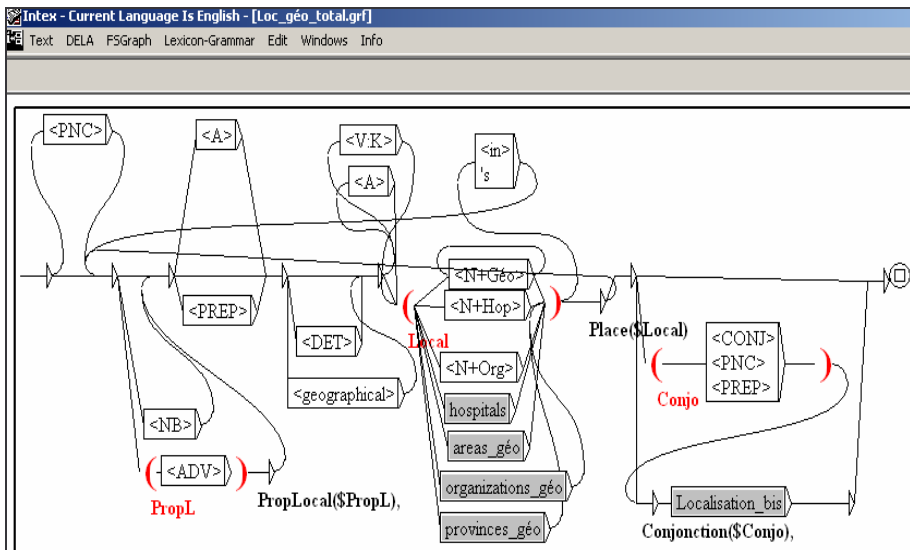 Intex - Current Language Is English - [Loc_géo_total.grf]
Text DELA FSGraph Lexicon-Grammar Edit Windows Info
<PNC>
<A>
<V:K>
<A>
<in>
's
<PREP>
<DET>
<geographical>
<NB>
<ADV>
PropL
PropLocal($PropL),
<N+Géo>
<N+Hop>
Local
<N+Org>
hospitals
areas_géo
organizations_géo
provinces_géo
Place($Local)
<CONJ>
<PNC>
<PREP>
Conjo
Localisation_bis
Conjonction($Conjo),